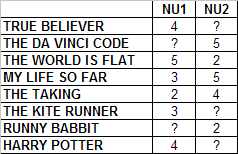 NU1 NU2
TRUE BELIEVER 4 ?
THE DA VINCI CODE ? 5
THE WORLD IS FLAT 5 2
MY LIFE SO FAR 3 5
THE TAKING 2 4
THE KITE RUNNER 3 ?
RUNNY BABBIT ? 2
HARRY POTTER 4 ?